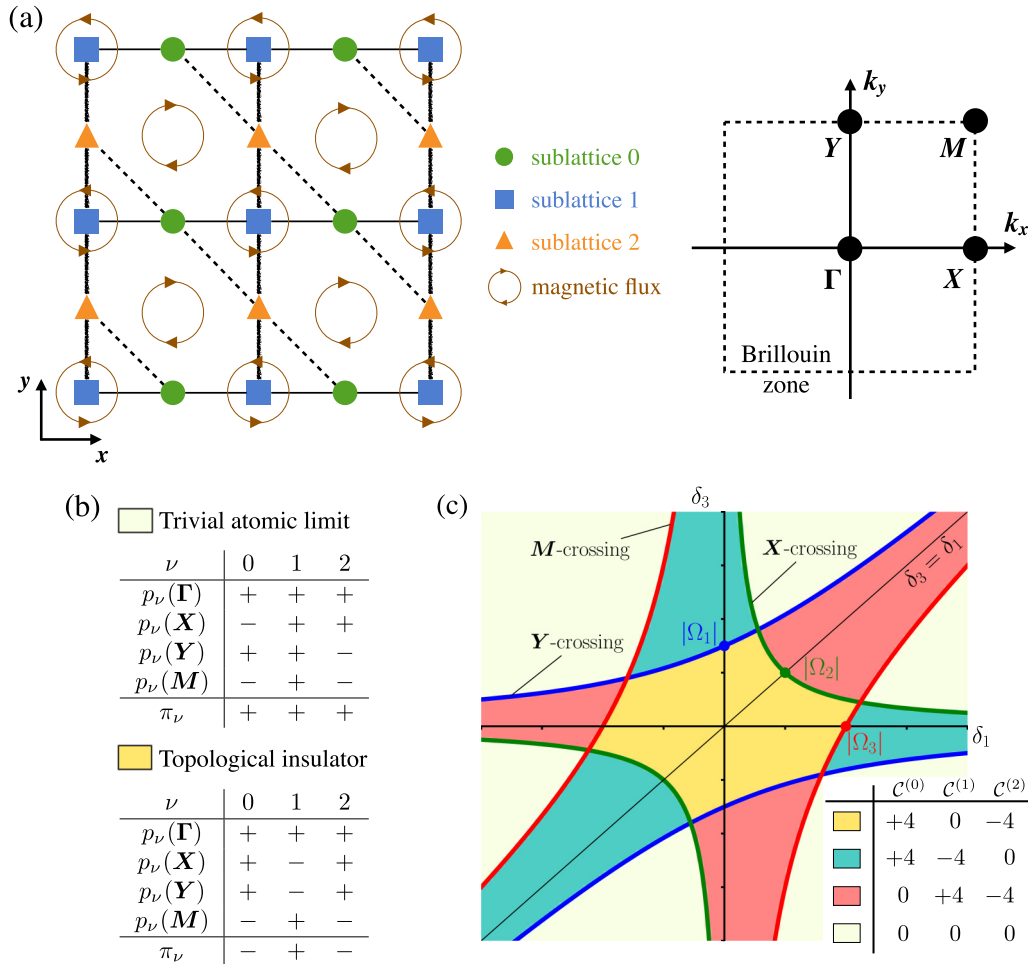 (a)
sublattice 0
sublattice 1
sublattice 2
magnetic flux
y
x
k_y
Y
M
k_x
Γ
X
Brillouin
zone
(b)
Trivial atomic limit
ν 0 1 2
p_ν(Γ) + + +
p_ν(X) − + +
p_ν(Y) + + −
p_ν(M) − + −
π_ν + + +
Topological insulator
ν 0 1 2
p_ν(Γ) + + +
p_ν(X) + − +
p_ν(Y) + − +
p_ν(M) − + −
π_ν − + −
(c)
δ_3
M-crossing
X-crossing
δ_3 = δ_1
Y-crossing
|Ω_1|
|Ω_2|
|Ω_3|
δ_1
C^(0) C^(1) C^(2)
+4 0 −4
+4 −4 0
0 +4 −4
0 0 0